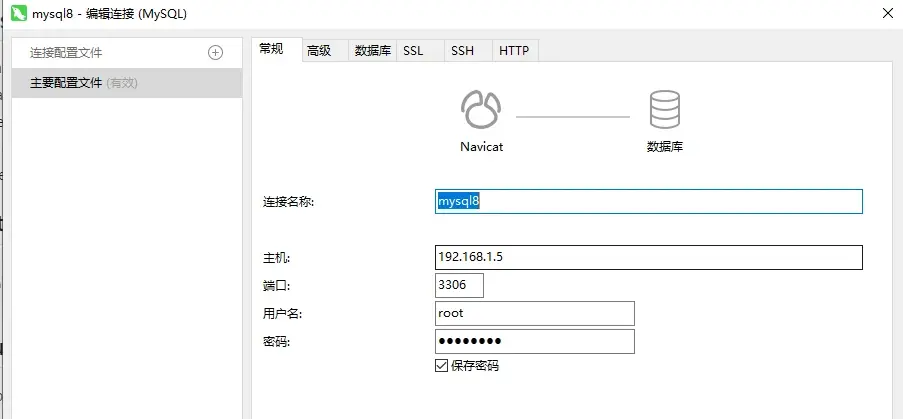 mysql8 - 编辑连接 (MySQL)
连接配置文件
主要配置文件 (有效)
常规 高级 数据库 SSL SSH HTTP
Navicat 数据库
连接名称: mysql8
主机: 192.168.1.5
端口: 3306
用户名: root
密码: ●●●●●●●●
保存密码